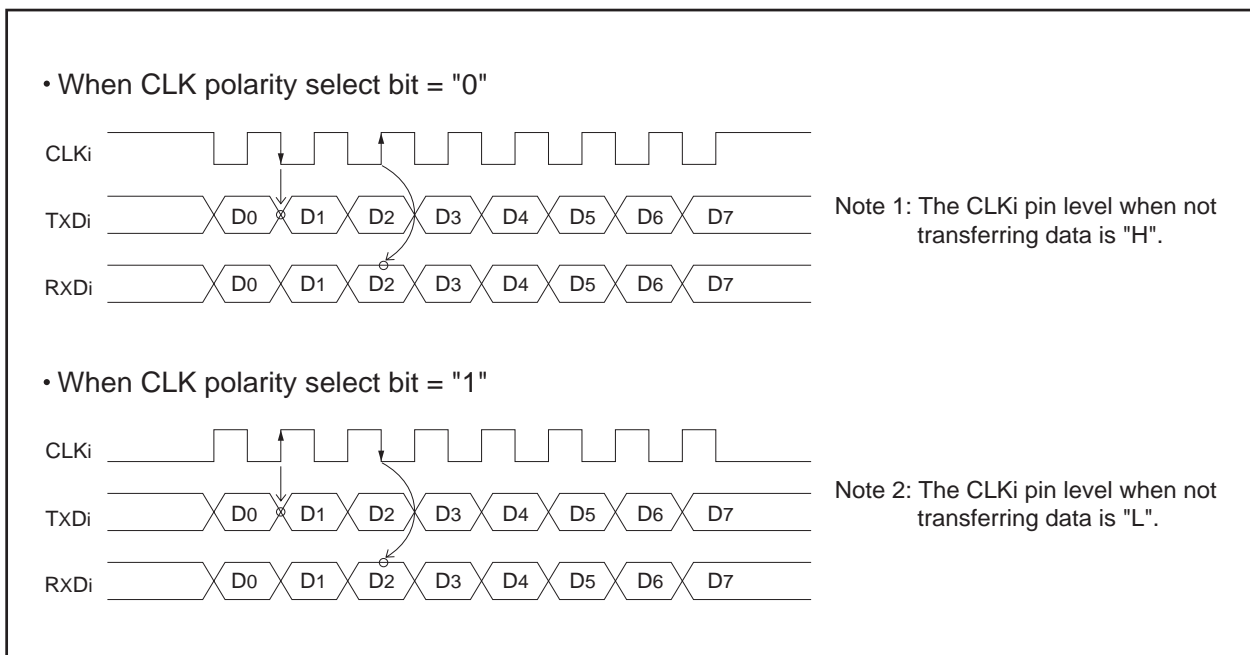 • When CLK polarity select bit = "0"
CLKi
TXDi D0 D1 D2 D3 D4 D5 D6 D7
RXDi D0 D1 D2 D3 D4 D5 D6 D7
Note 1: The CLKi pin level when not
transferring data is "H".
• When CLK polarity select bit = "1"
CLKi
TXDi D0 D1 D2 D3 D4 D5 D6 D7
RXDi D0 D1 D2 D3 D4 D5 D6 D7
Note 2: The CLKi pin level when not
transferring data is "L".